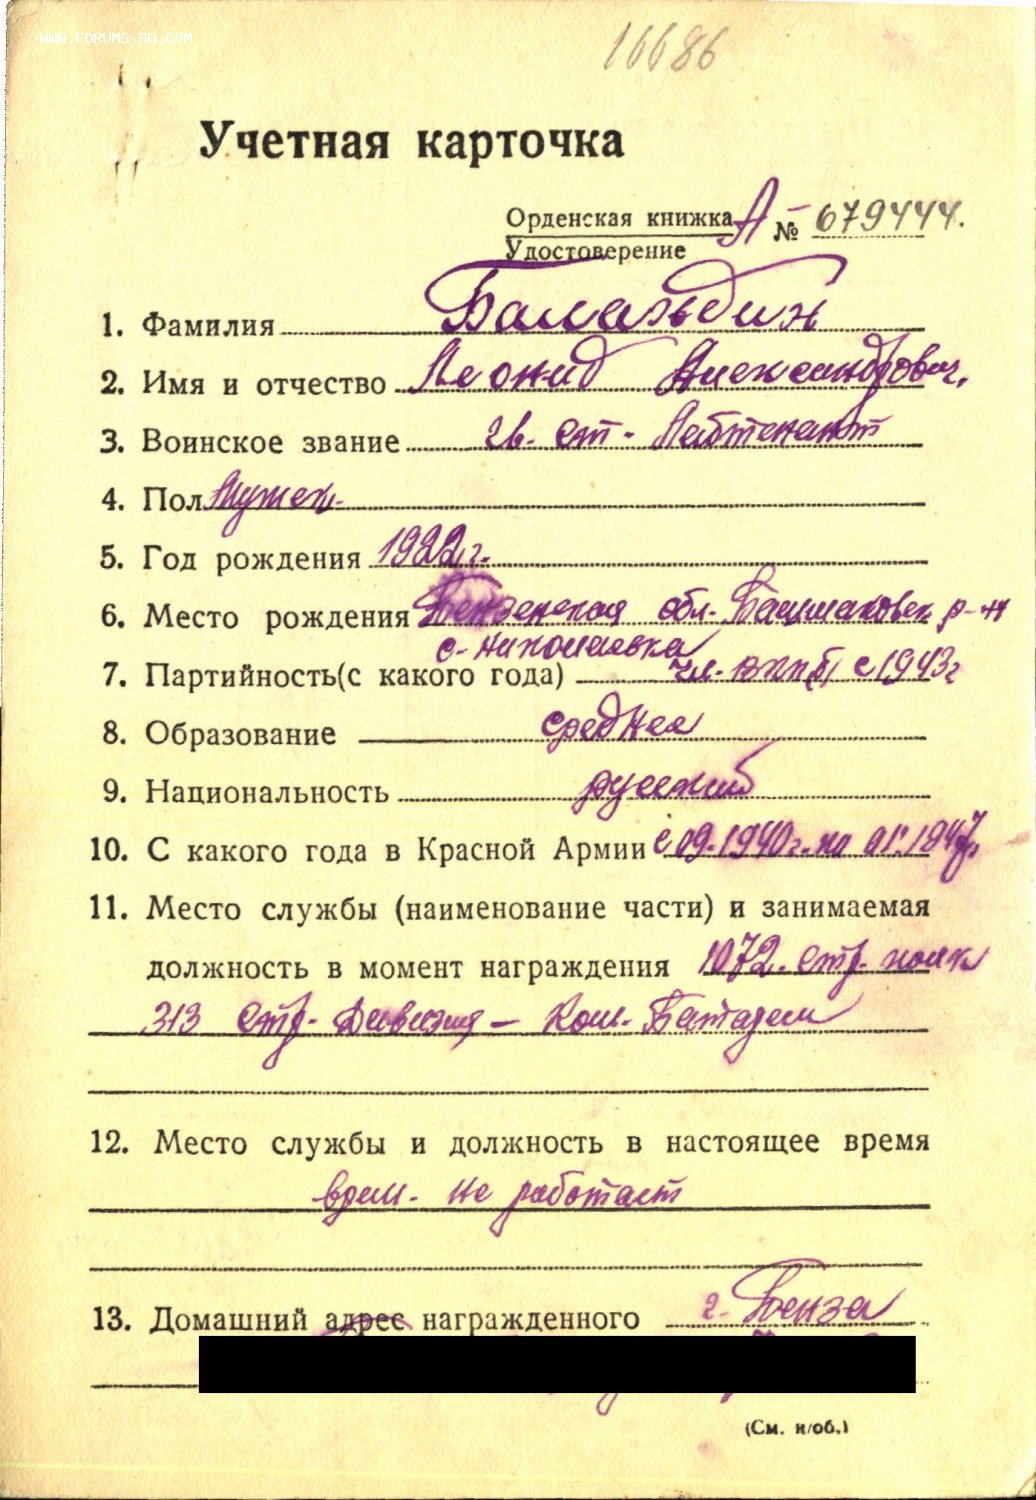 WWW.FORUMS-SU.COM
16686
Учетная карточка
Орденская книжка А № 679444.
Удостоверение
1. Фамилия Балальбин
2. Имя и отчество Леонид Александрович.
3. Воинское звание гв. ст. Лейтенант
4. Пол Мужск.
5. Год рождения 1922 г.
6. Место рождения Пензенская обл. Башмаковск р-н
с. Николаевка
7. Партийность(с какого года) чл. ВКП(б) с 1943 г
8. Образование среднее
9. Национальность русский
10. С какого года в Красной Армии с 09.1940 г. по 01.1947 г.
11. Место службы (наименование части) и занимаемая
должность в момент награждения 1072. стр. полк
313 стр. Дивизия — Ком. Батареи
12. Место службы и должность в настоящее время
врем. не работает
13. Домашний адрес награжденного г. Пенза
(См. н/об.)